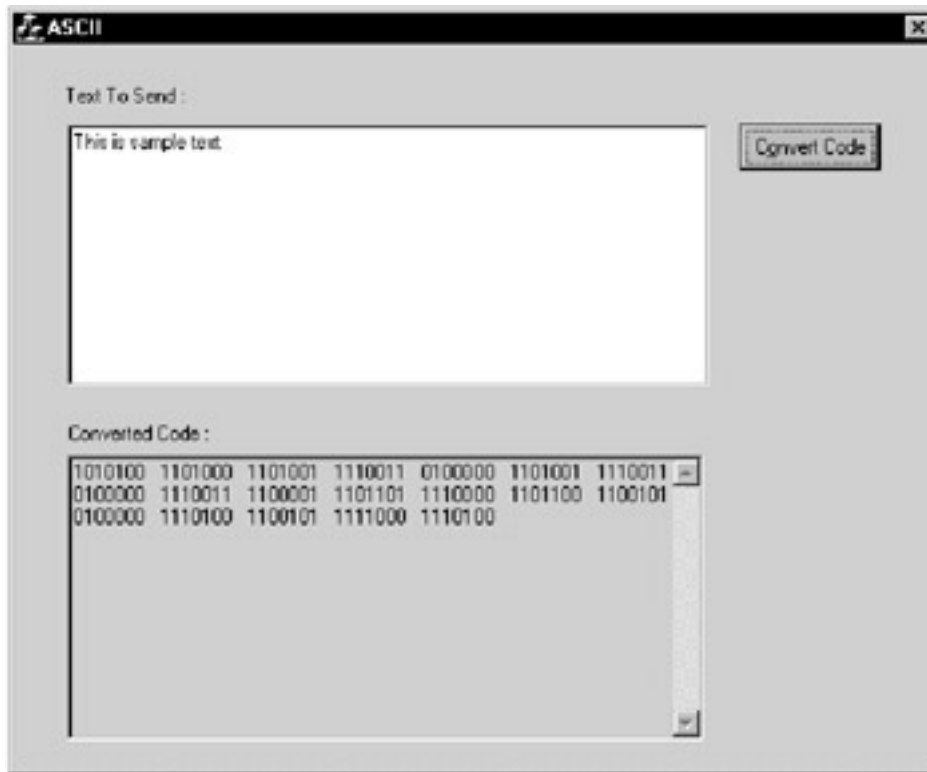 ASCII
Text To Send :
This is sample text
Convert Code
Converted Code :
1010100 1101000 1101001 1110011 0100000 1101001 1110011
0100000 1110011 1100001 1101101 1110000 1101100 1100101
0100000 1110100 1100101 1111000 1110100